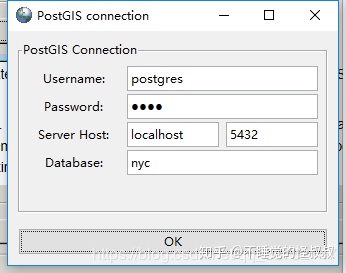 PostGIS connection
PostGIS Connection
Username: postgres
Password: ●●●●
Server Host: localhost 5432
Database: nyc
OK
知乎 @不睡觉的怪叔叔